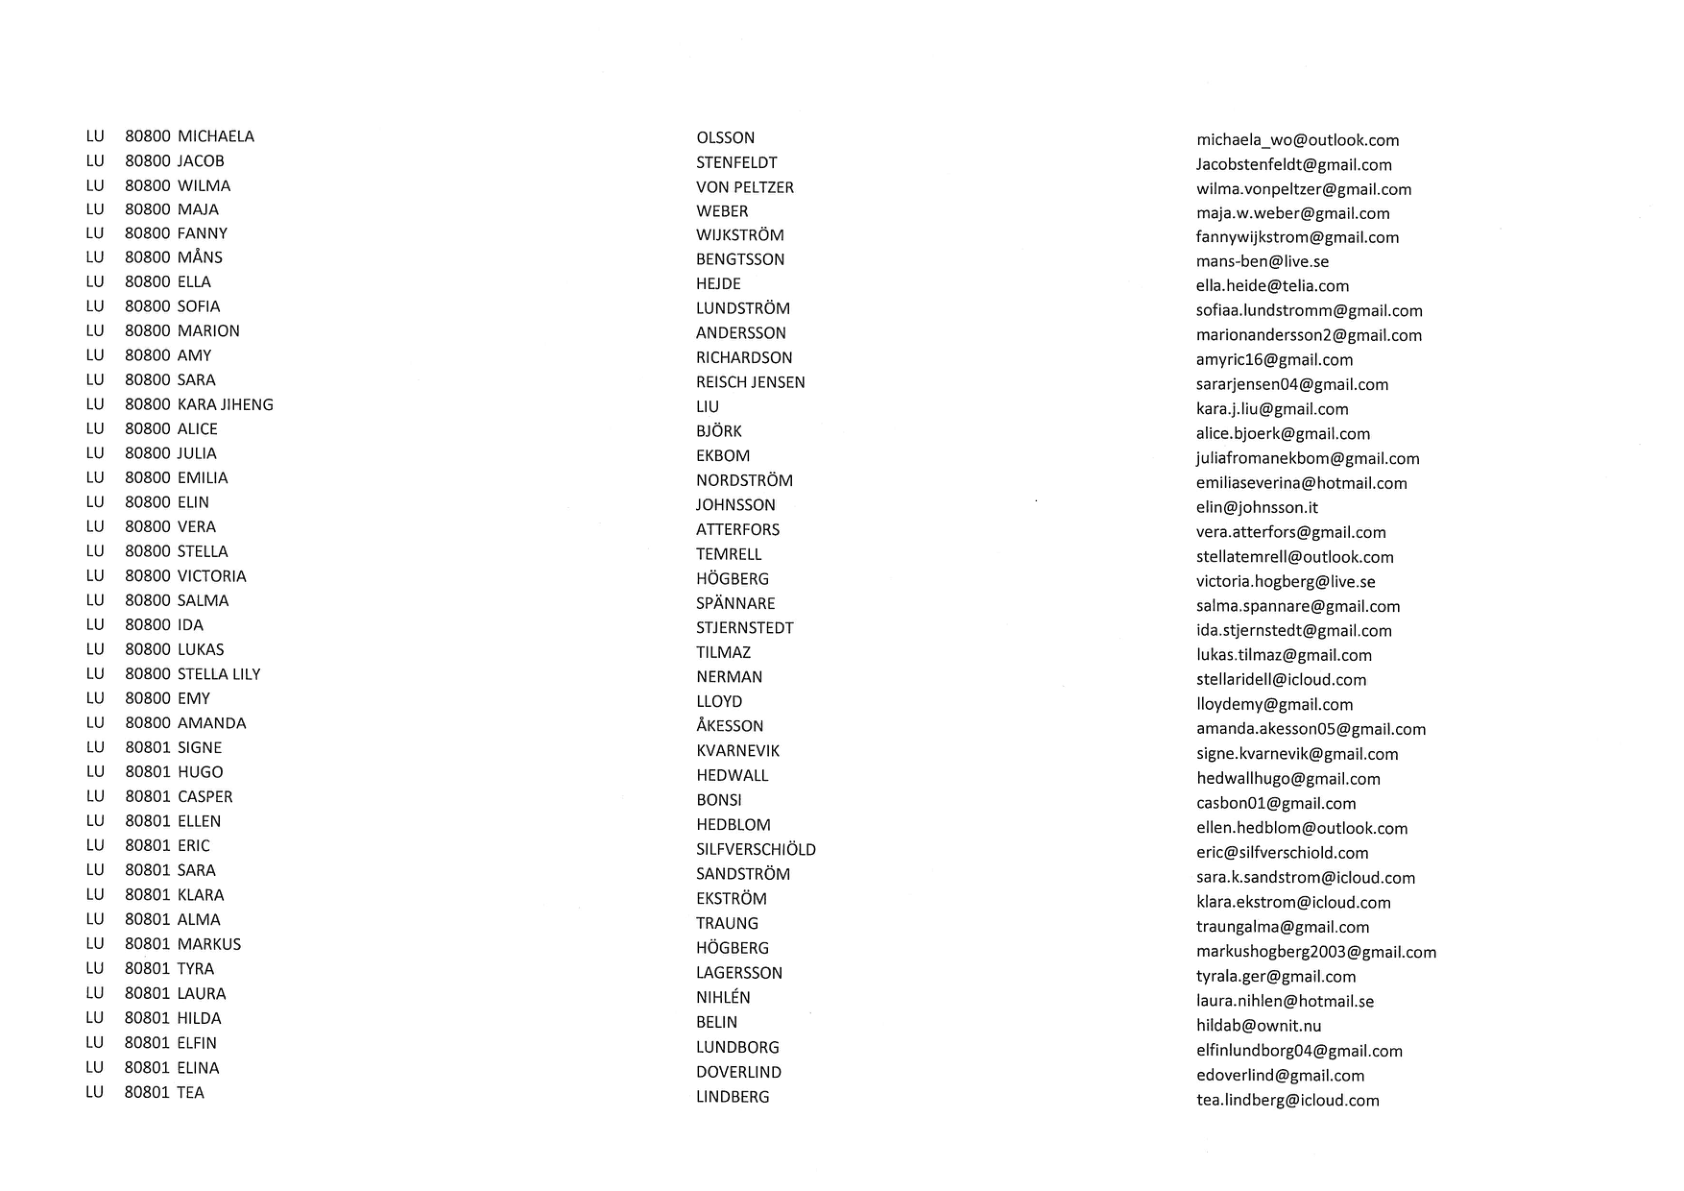 LU 80800 MICHAELA OLSSON michaela_wo@outlook.com
LU 80800 JACOB STENFELDT Jacobstenfeldt@gmail.com
LU 80800 WILMA VON PELTZER wilma.vonpeltzer@gmail.com
LU 80800 MAJA WEBER maja.w.weber@gmail.com
LU 80800 FANNY WIJKSTRÖM fannywijkstrom@gmail.com
LU 80800 MÅNS BENGTSSON mans-ben@live.se
LU 80800 ELLA HEJDE ella.heide@telia.com
LU 80800 SOFIA LUNDSTRÖM sofiaa.lundstromm@gmail.com
LU 80800 MARION ANDERSSON marionandersson2@gmail.com
LU 80800 AMY RICHARDSON amyric16@gmail.com
LU 80800 SARA REISCH JENSEN sararjensen04@gmail.com
LU 80800 KARA JIHENG LIU kara.j.liu@gmail.com
LU 80800 ALICE BJÖRK alice.bjoerk@gmail.com
LU 80800 JULIA EKBOM juliafromanekbom@gmail.com
LU 80800 EMILIA NORDSTRÖM emiliaseverina@hotmail.com
LU 80800 ELIN JOHNSSON elin@johnsson.it
LU 80800 VERA ATTERFORS vera.atterfors@gmail.com
LU 80800 STELLA TEMRELL stellatemrell@outlook.com
LU 80800 VICTORIA HÖGBERG victoria.hogberg@live.se
LU 80800 SALMA SPÄNNARE salma.spannare@gmail.com
LU 80800 IDA STJERNSTEDT ida.stjernstedt@gmail.com
LU 80800 LUKAS TILMAZ lukas.tilmaz@gmail.com
LU 80800 STELLA LILY NERMAN stellaridell@icloud.com
LU 80800 EMY LLOYD lloydemy@gmail.com
LU 80800 AMANDA ÅKESSON amanda.akesson05@gmail.com
LU 80801 SIGNE KVARNEVIK signe.kvarnevik@gmail.com
LU 80801 HUGO HEDWALL hedwallhugo@gmail.com
LU 80801 CASPER BONSI casbon01@gmail.com
LU 80801 ELLEN HEDBLOM ellen.hedblom@outlook.com
LU 80801 ERIC SILFVERSCHIÖLD eric@silfverschiold.com
LU 80801 SARA SANDSTRÖM sara.k.sandstrom@icloud.com
LU 80801 KLARA EKSTRÖM klara.ekstrom@icloud.com
LU 80801 ALMA TRAUNG traungalma@gmail.com
LU 80801 MARKUS HÖGBERG markushogberg2003@gmail.com
LU 80801 TYRA LAGERSSON tyrala.ger@gmail.com
LU 80801 LAURA NIHLÉN laura.nihlen@hotmail.se
LU 80801 HILDA BELIN hildab@ownit.nu
LU 80801 ELFIN LUNDBORG elfinlundborg04@gmail.com
LU 80801 ELINA DOVERLIND edoverlind@gmail.com
LU 80801 TEA LINDBERG tea.lindberg@icloud.com